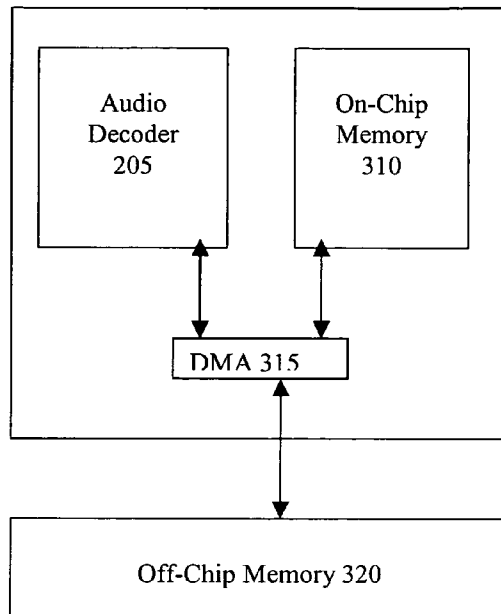 Audio
Decoder
205
On-Chip
Memory
310
DMA 315
Off-Chip Memory 320